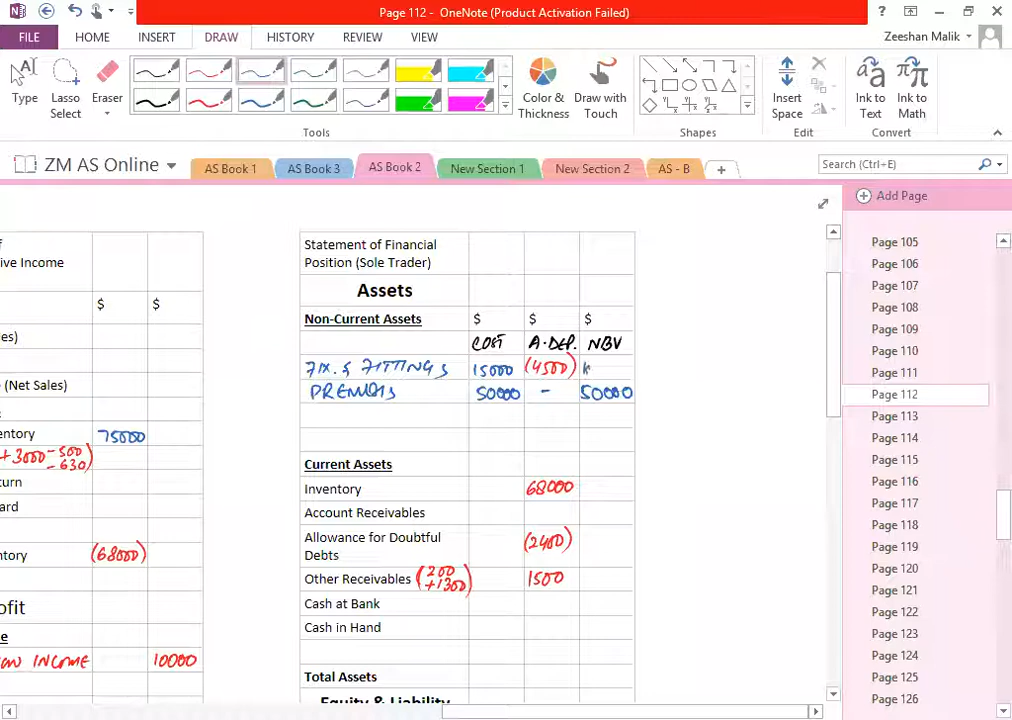 Page 112 - OneNote (Product Activation Failed)
?
FILE HOME INSERT DRAW HISTORY REVIEW VIEW
Zeeshan Malik
Type
Lasso Select
Eraser
Color & Thickness
Draw with Touch
Insert Space
Ink to Text
Ink to Math
Tools
Shapes
Edit
Convert
ZM AS Online
AS Book 1
AS Book 3
AS Book 2
New Section 1
New Section 2
AS - B
Search (Ctrl+E)
Add Page
Page 105
Page 106
Page 107
Page 108
Page 109
Page 110
Page 111
Page 112
Page 113
Page 114
Page 115
Page 116
Page 117
Page 118
Page 119
Page 120
Page 121
Page 122
Page 123
Page 124
Page 125
Page 126
f
ive Income
$ $
es)
e (Net Sales)
s
entory 75000
+3000 -500
-630)
turn
ard
entory (68000)
ofit
e
ON INCOME 10000
Statement of Financial
Position (Sole Trader)
Assets
Non-Current Assets $ $ $
COST A.DEP. NBV
FIX. & FITTINGS 15000 (4500)
PREMISIS 50000 - 50000
Current Assets
Inventory 68000
Account Receivables
Allowance for Doubtful
Debts (2400)
Other Receivables (200 +1300) 1500
Cash at Bank
Cash in Hand
Total Assets
Equity & Liability